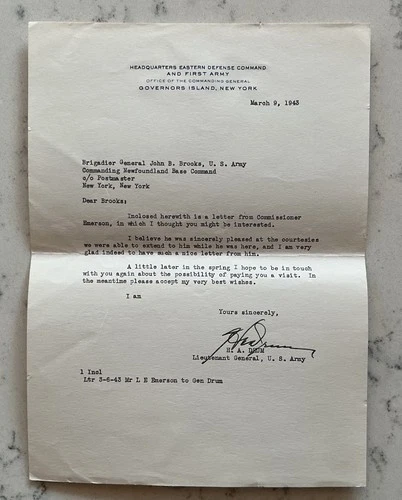 HEADQUARTERS EASTERN DEFENSE COMMAND
AND FIRST ARMY
OFFICE OF THE COMMANDING GENERAL
GOVERNORS ISLAND, NEW YORK
March 9, 1943
Brigadier General John B. Brooks, U. S. Army
Commanding Newfoundland Base Command
c/o Postmaster
New York, New York
Dear Brooks:
Inclosed herewith is a letter from Commissioner
Emerson, in which I thought you might be interested.
I believe he was sincerely pleased at the courtesies
we were able to extend to him while he was here, and I am very
glad indeed to have such a nice letter from him.
A little later in the spring I hope to be in touch
with you again about the possibility of paying you a visit. In
the meantime please accept my very best wishes.
I am
Yours sincerely,
H. A. DRUM
Lieutenant General, U. S. Army
1 Incl
Ltr 3-6-43 Mr L E Emerson to Gen Drum